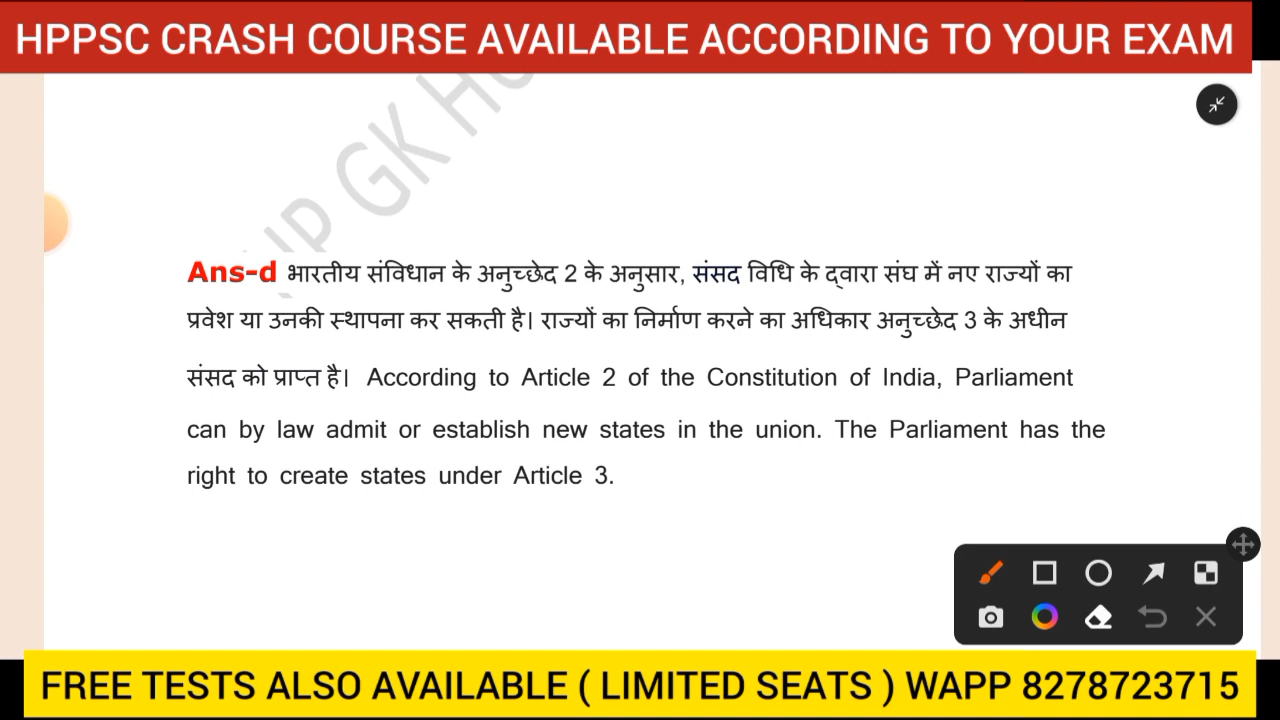 HPPSC CRASH COURSE AVAILABLE ACCORDING TO YOUR EXAM
HP GK
Ans-d भारतीय संविधान के अनुच्छेद 2 के अनुसार, संसद विधि के द्वारा संघ में नए राज्यों का
प्रवेश या उनकी स्थापना कर सकती है। राज्यों का निर्माण करने का अधिकार अनुच्छेद 3 के अधीन
संसद को प्राप्त है। According to Article 2 of the Constitution of India, Parliament
can by law admit or establish new states in the union. The Parliament has the
right to create states under Article 3.
FREE TESTS ALSO AVAILABLE ( LIMITED SEATS ) WAPP 8278723715